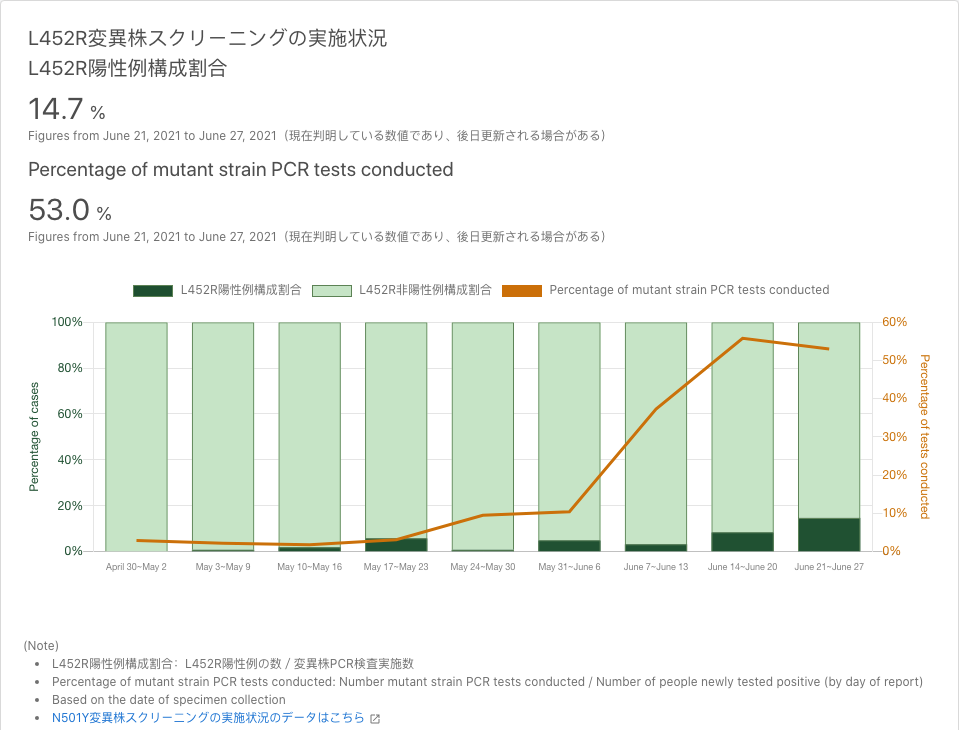 L452R変異株スクリーニングの実施状況
L452R陽性例構成割合
14.7 %
Figures from June 21, 2021 to June 27, 2021（現在判明している数値であり、後日更新される場合がある）
Percentage of mutant strain PCR tests conducted
53.0 %
Figures from June 21, 2021 to June 27, 2021（現在判明している数値であり、後日更新される場合がある）
L452R陽性例構成割合 L452R非陽性例構成割合 Percentage of mutant strain PCR tests conducted
Percentage of cases
100%
80%
60%
40%
20%
0%
60%
50%
40%
30%
20%
10%
0%
Percentage of tests conducted
April 30~May 2 May 3~May 9 May 10~May 16 May 17~May 23 May 24~May 30 May 31~June 6 June 7~June 13 June 14~June 20 June 21~June 27
(Note)
• L452R陽性例構成割合：L452R陽性例の数 / 変異株PCR検査実施数
• Percentage of mutant strain PCR tests conducted: Number mutant strain PCR tests conducted / Number of people newly tested positive (by day of report)
• Based on the date of specimen collection
• N501Y変異株スクリーニングの実施状況のデータはこちら